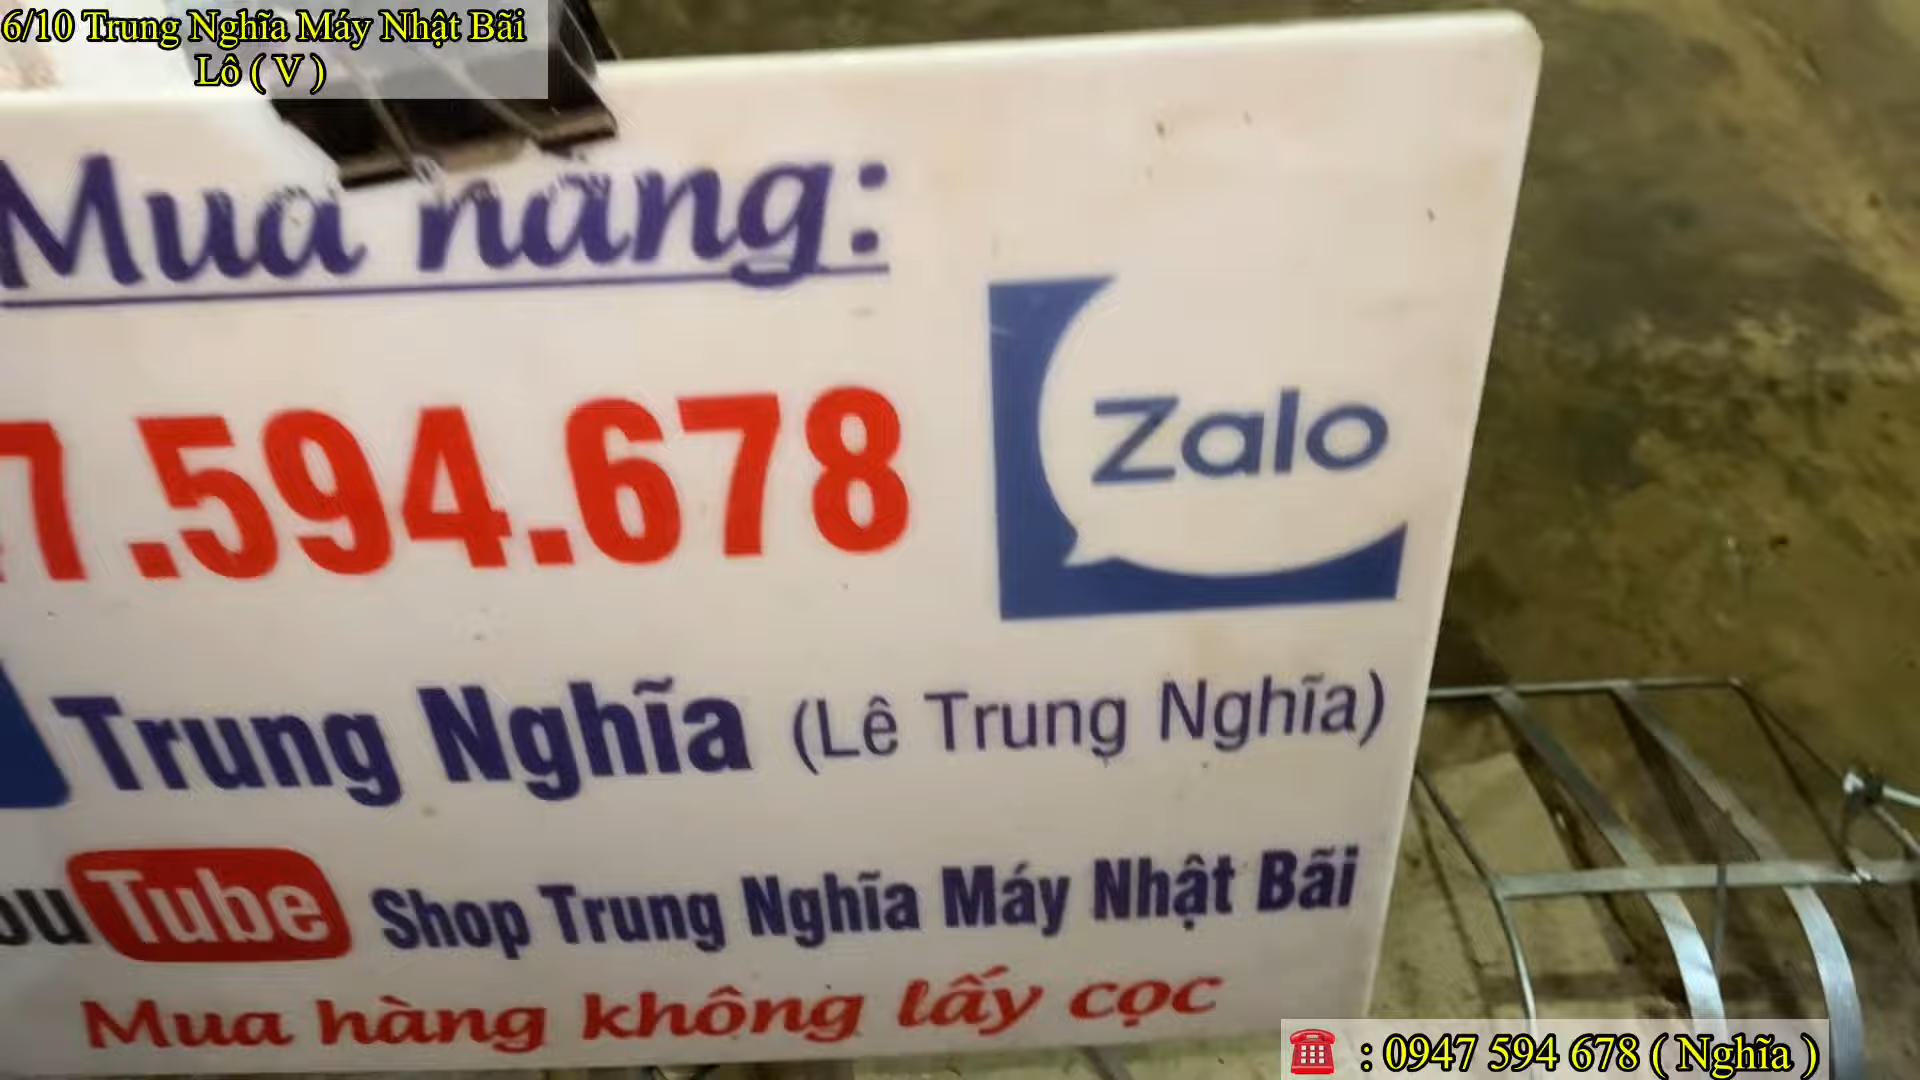 6/10 Trung Nghĩa Máy Nhật Bãi
Lô ( V )
Mua hàng:
7.594.678
Zalo
Trung Nghĩa (Lê Trung Nghĩa)
ouTube Shop Trung Nghĩa Máy Nhật Bãi
Mua hàng không lấy cọc
☎ : 0947 594 678 ( Nghĩa )